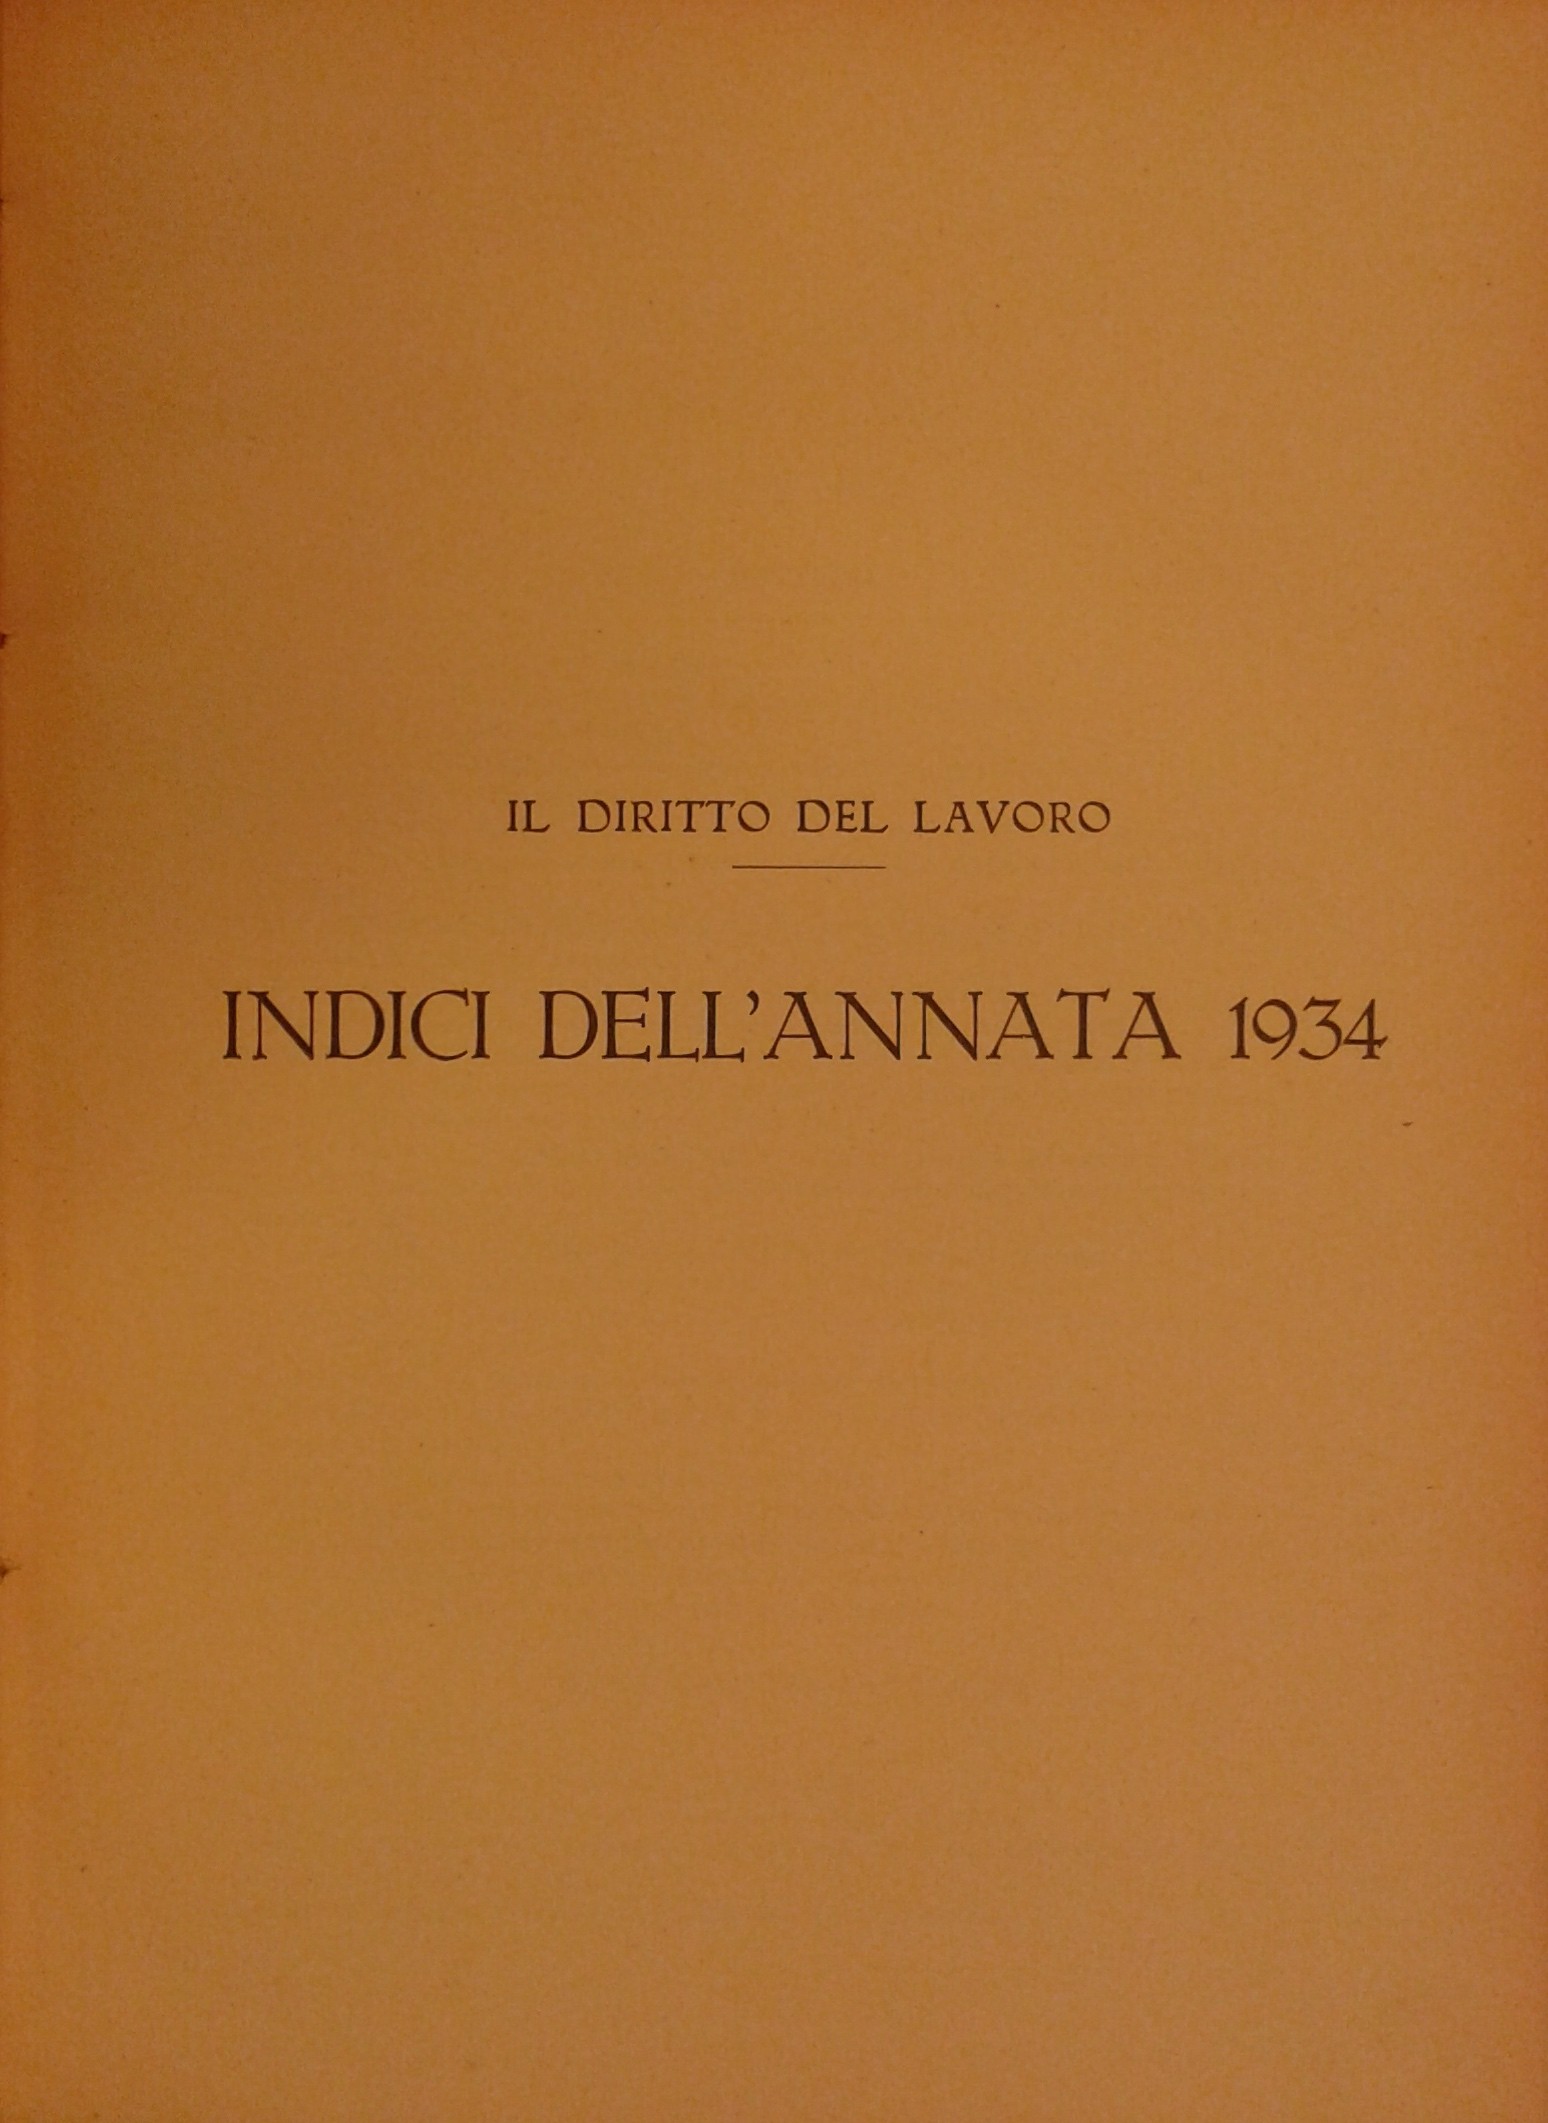 IL DIRITTO DEL LAVORO
INDICI DELL'ANNATA 1934